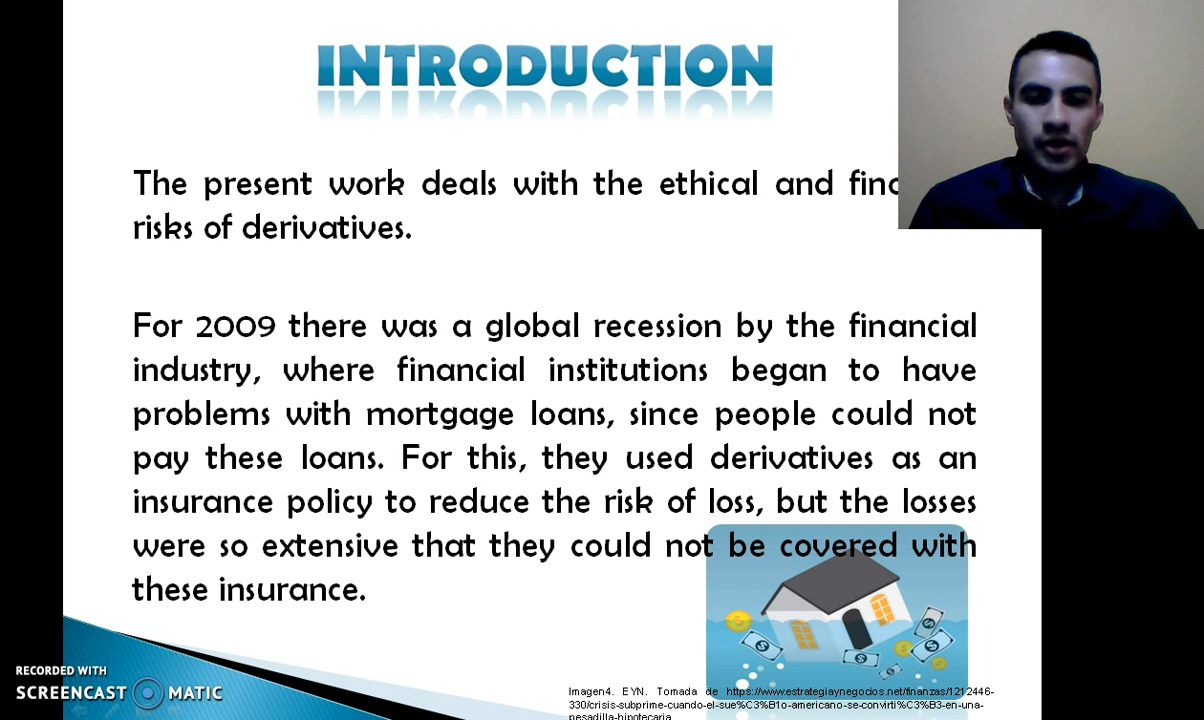 INTRODUCTION
The present work deals with the ethical and
risks of derivatives.
For 2009 there was a global recession by the financial
industry, where financial institutions began to have
problems with mortgage loans, since people could not
pay these loans. For this, they used derivatives as an
insurance policy to reduce the risk of loss, but the losses
were so extensive that they could not be covered with
these insurance.
Imagen4. EYN. Tomada de https://www.estrategiaynegocios.net/finanzas/1212446-
330/crisis-subprime-cuando-el-sue%C3%B1o-americano-se-convirti%C3%B3-en-una-
pesadilla-hipotecaria
RECORDED WITH
SCREENCAST MATIC